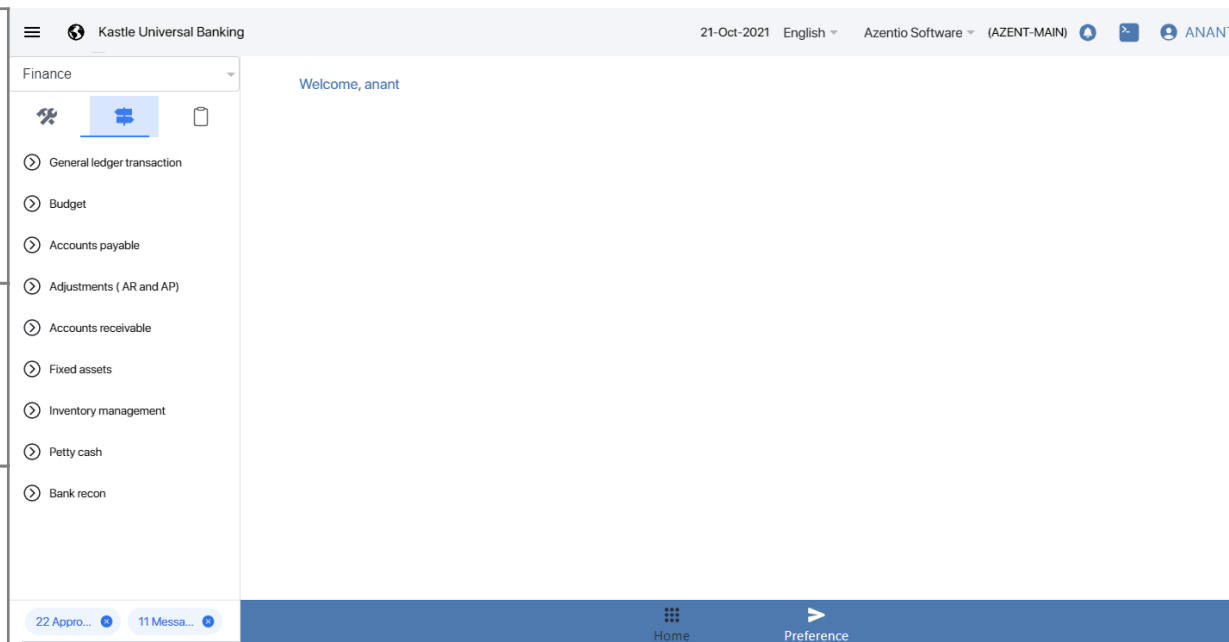 Kastle Universal Banking
21-Oct-2021 English Azentio Software (AZENT-MAIN) ANANT
Finance
Welcome, anant
General ledger transaction
Budget
Accounts payable
Adjustments ( AR and AP)
Accounts receivable
Fixed assets
Inventory management
Petty cash
Bank recon
22 Appro... 11 Messa...
Home Preference